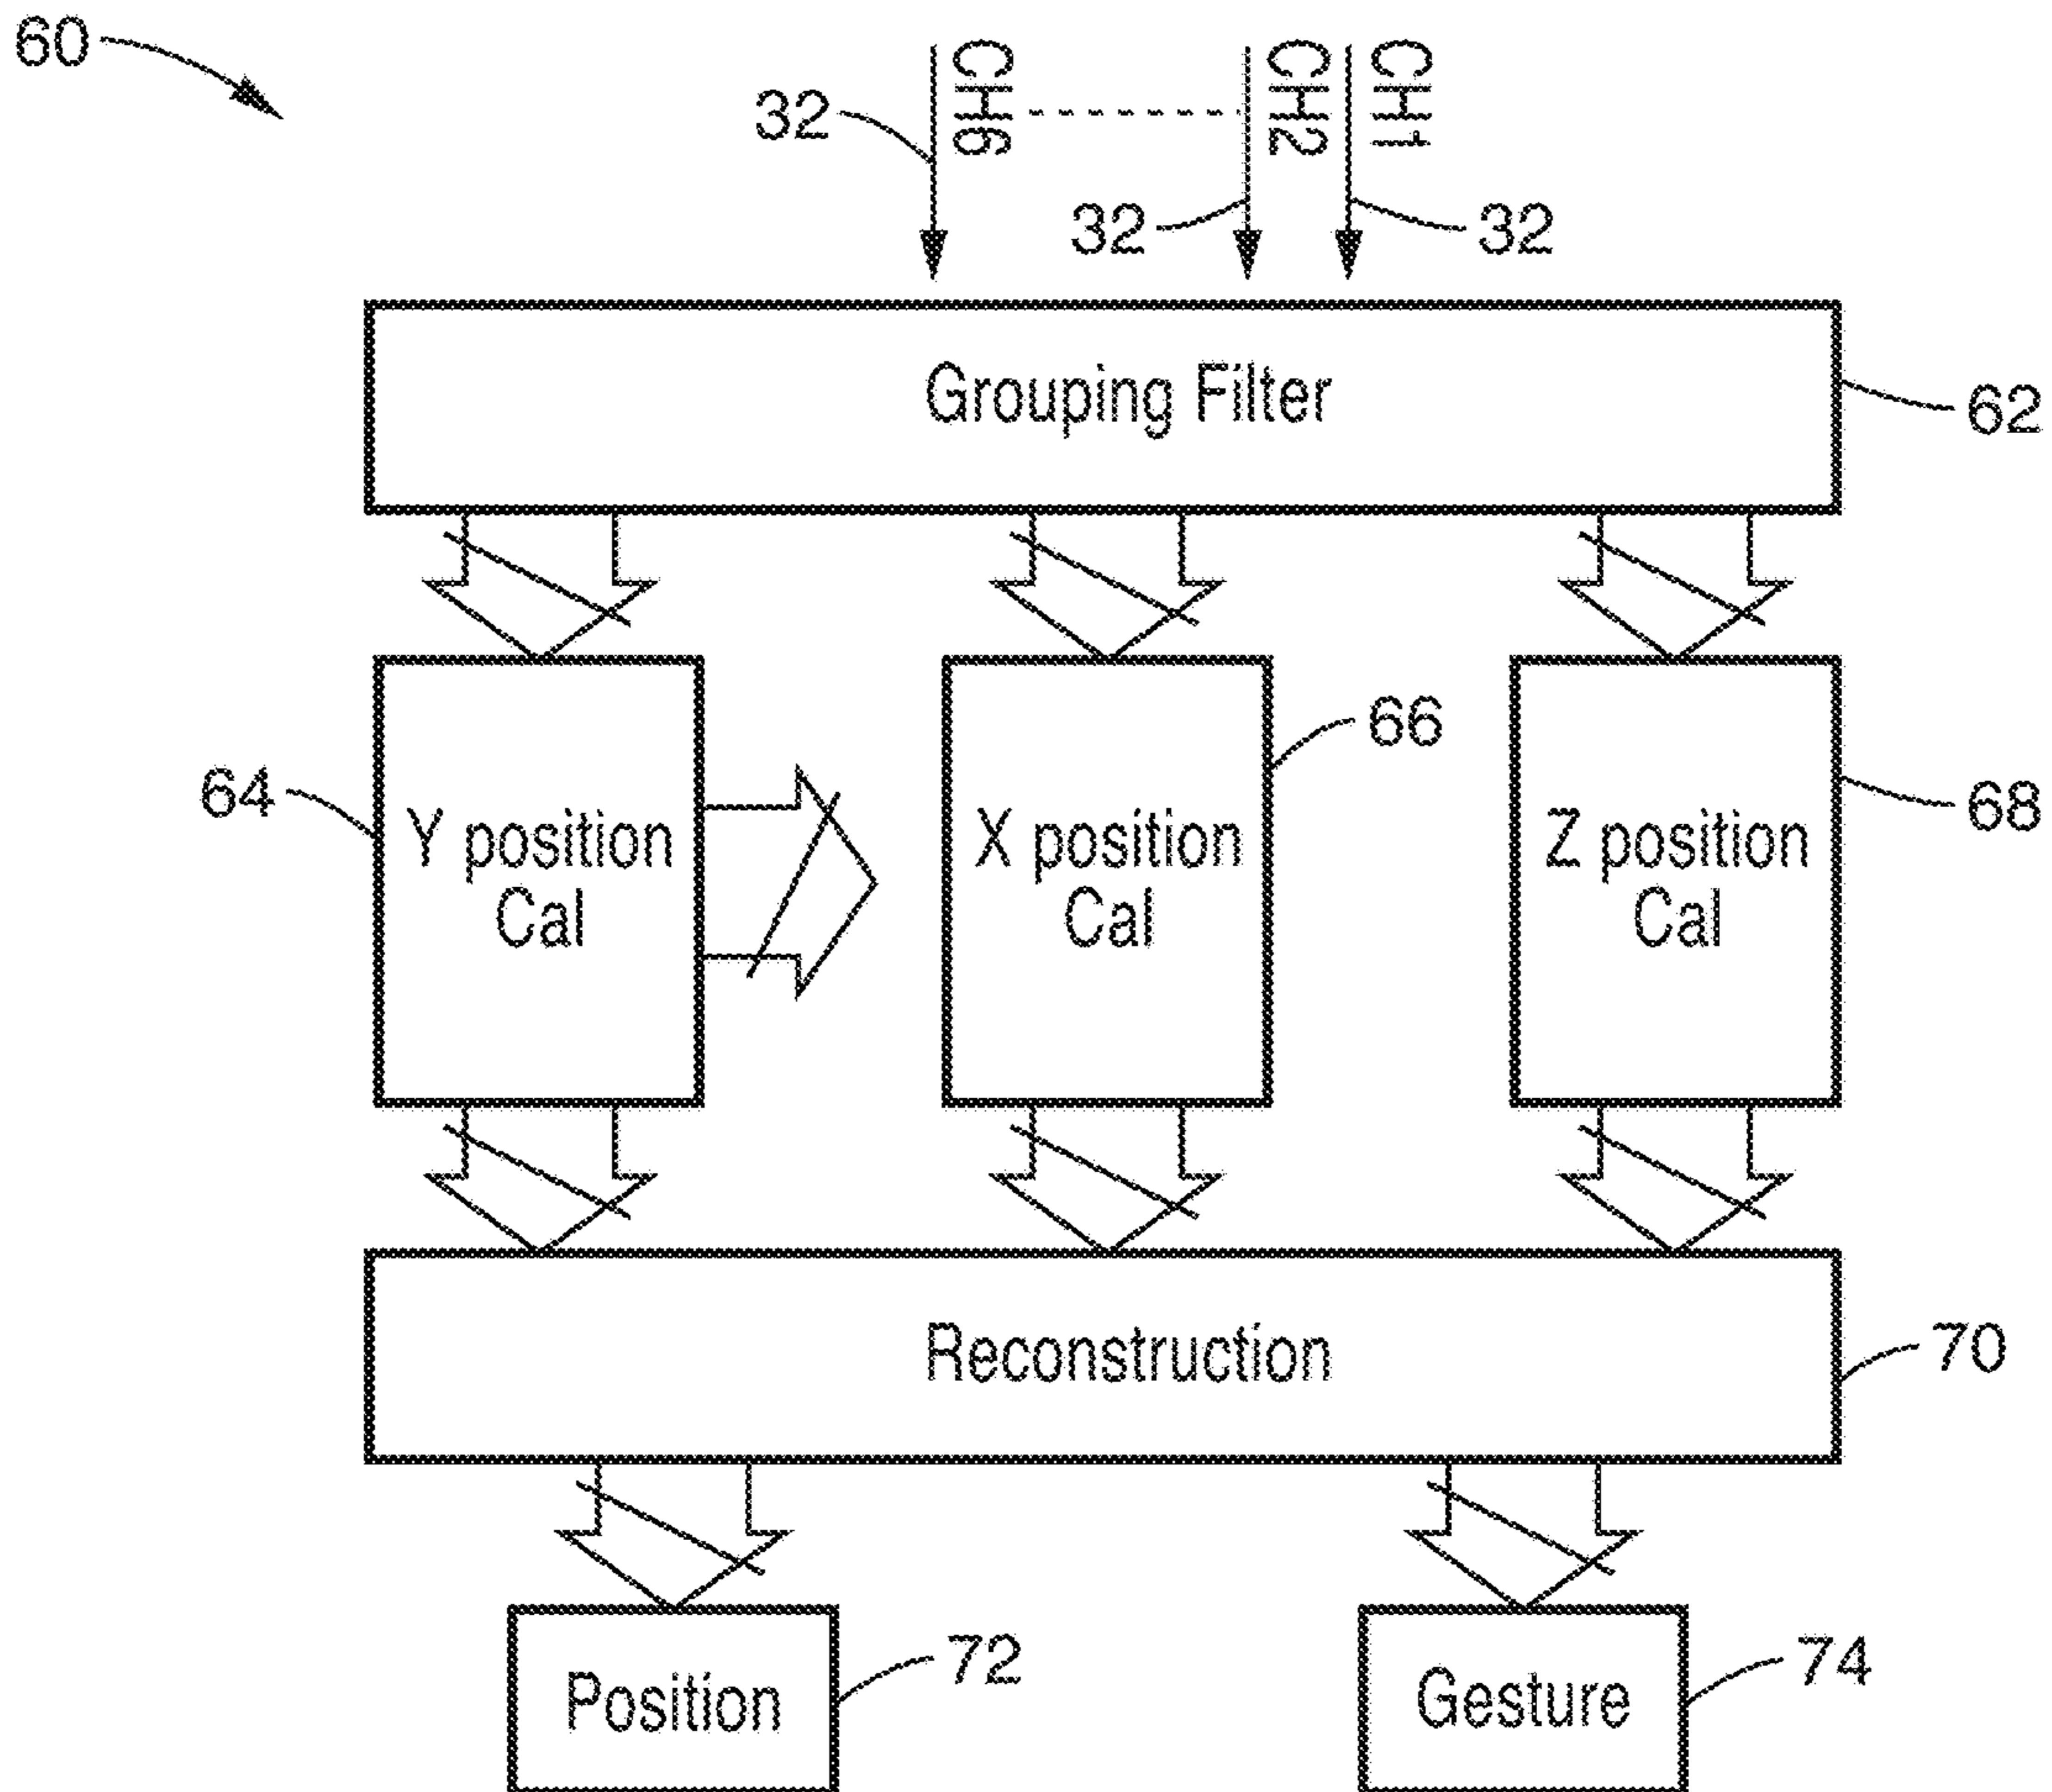 60
CH6
CH2
CH1
32
32
32
Grouping Filter
62
66
64
Y position
Cal
X position
Cal
Z position
Cal
68
Reconstruction
70
Position
72
Gesture
74